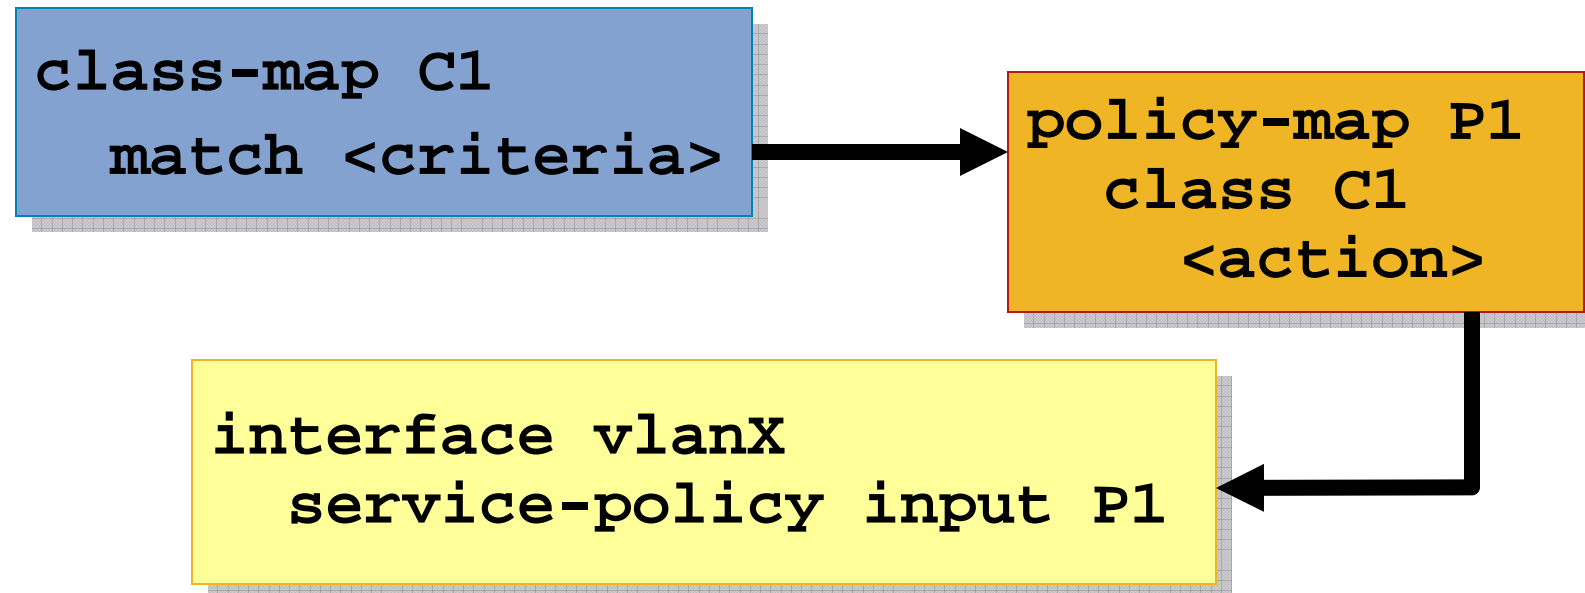 class-map C1
match <criteria>
policy-map P1
class C1
<action>
interface vlanX
service-policy input P1